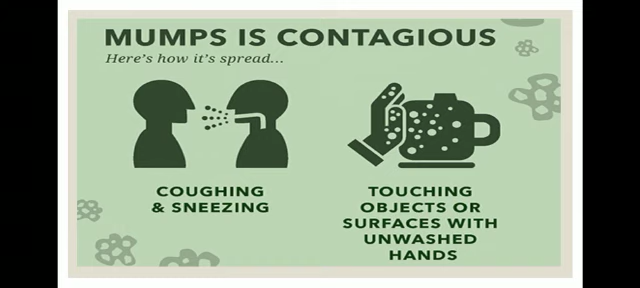 MUMPS IS CONTAGIOUS
Here's how it's spread...
COUGHING
& SNEEZING
TOUCHING
OBJECTS OR
SURFACES WITH
UNWASHED
HANDS